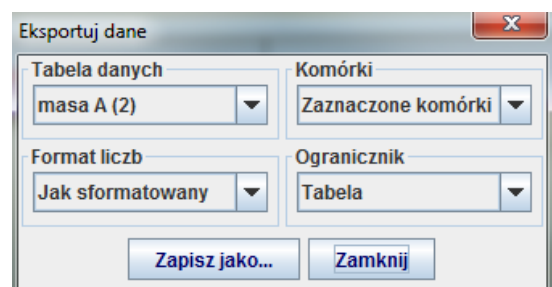 Eksportuj dane
Tabela danych
Komórki
masa A (2)
Zaznaczone komórki
Format liczb
Ogranicznik
Jak sformatowany
Tabela
Zapisz jako...
Zamknij